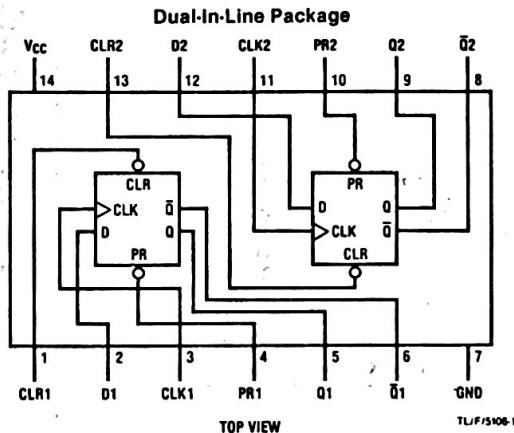 Dual-In-Line Package
VCC CLR2 D2 CLK2 PR2 Q2 Q̅2
14 13 12 11 10 9 8
CLR PR
CLK Q̅ D Q
D Q CLK Q̅
PR CLR
1 2 3 4 5 6 7
CLR1 D1 CLK1 PR1 Q1 Q̅1 GND
TOP VIEW
TL/F/5106-1